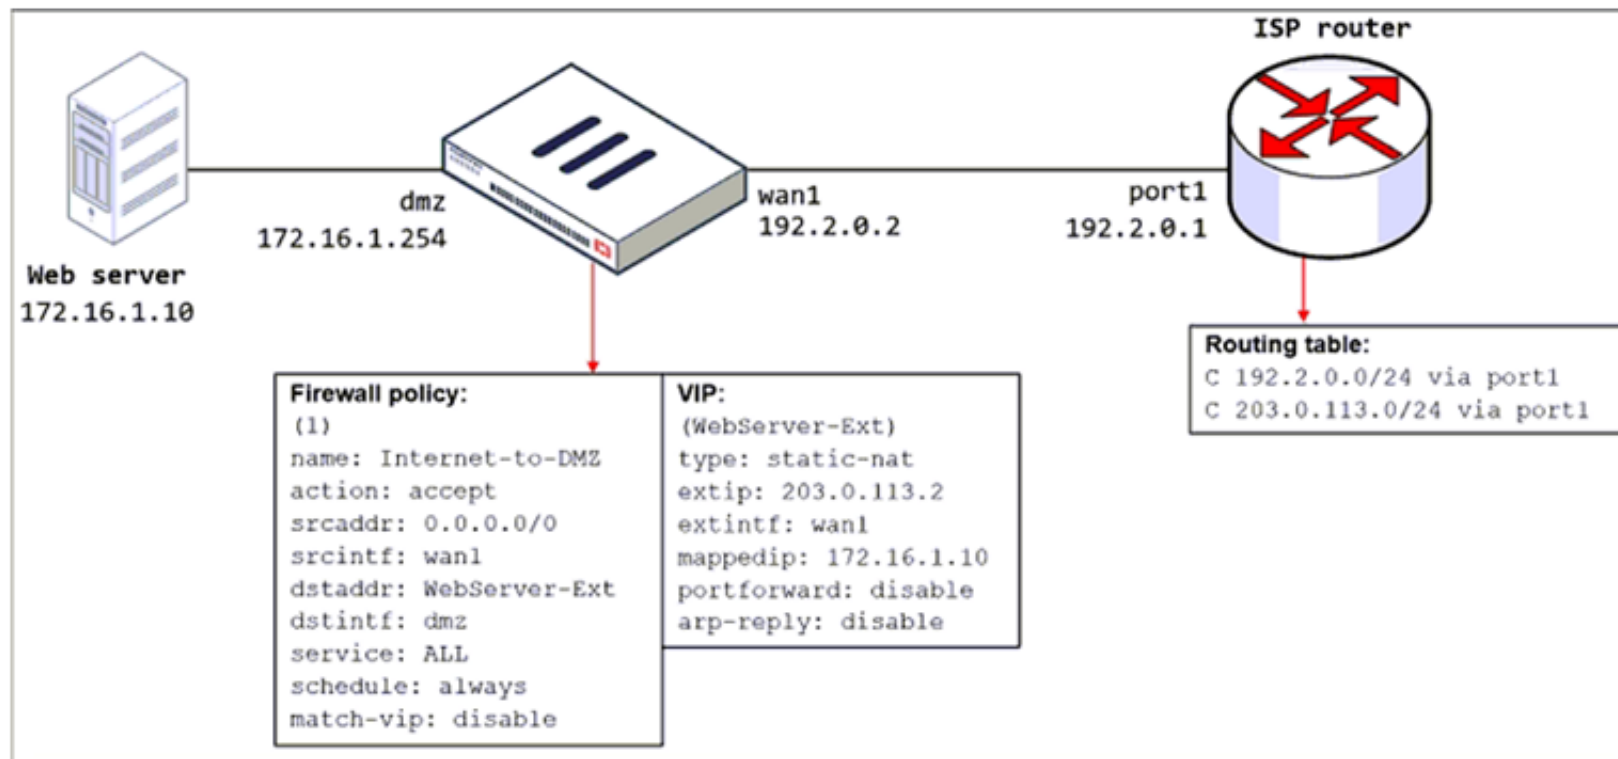 ISP router
dmz
172.16.1.254
wan1
192.2.0.2
port1
192.2.0.1
Web server
172.16.1.10
Routing table:
C 192.2.0.0/24 via port1
C 203.0.113.0/24 via port1
Firewall policy:
(1)
name: Internet-to-DMZ
action: accept
srcaddr: 0.0.0.0/0
srcintf: wan1
dstaddr: WebServer-Ext
dstintf: dmz
service: ALL
schedule: always
match-vip: disable
VIP:
(WebServer-Ext)
type: static-nat
extip: 203.0.113.2
extintf: wan1
mappedip: 172.16.1.10
portforward: disable
arp-reply: disable